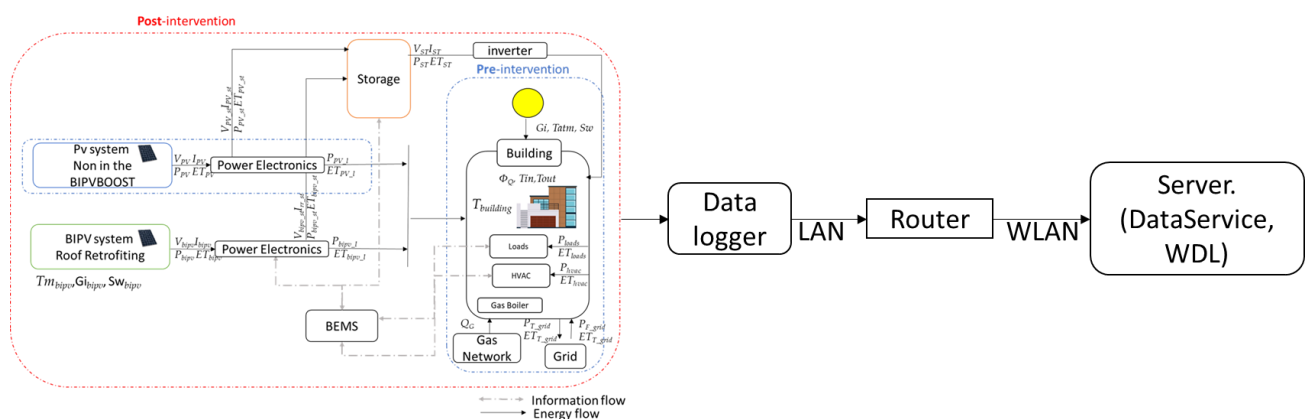 Post-intervention
V_ST I_ST
P_ST ET_ST
inverter
Storage
Pre-intervention
V_PV_st I_PV_st
P_PV_st ET_PV_st
Gi, Tatm, Sw
Building
Pv system
Non in the
BIPVBOOST
V_PV I_PV
P_PV ET_PV
Power Electronics
P_PV_l
ET_PV_l
Φ_Q, Tin,Tout
T_building
P_bipv_st ET_bipv_st
BIPV system
Roof Retrofiting
V_bipv I_bipv
P_bipv ET_bipv
Power Electronics
P_bipv_l
ET_bipv_l
Tm_bipv, Gi_bipv, Sw_bipv
Loads
P_loads
ET_loads
HVAC
P_hvac
ET_hvac
Gas Boiler
BEMS
Q_G
Gas
Network
P_T_grid
ET_T_grid
P_F_grid
ET_T_grid
Grid
Information flow
Energy flow
Data
logger
LAN
Router
WLAN
Server.
(DataService,
WDL)